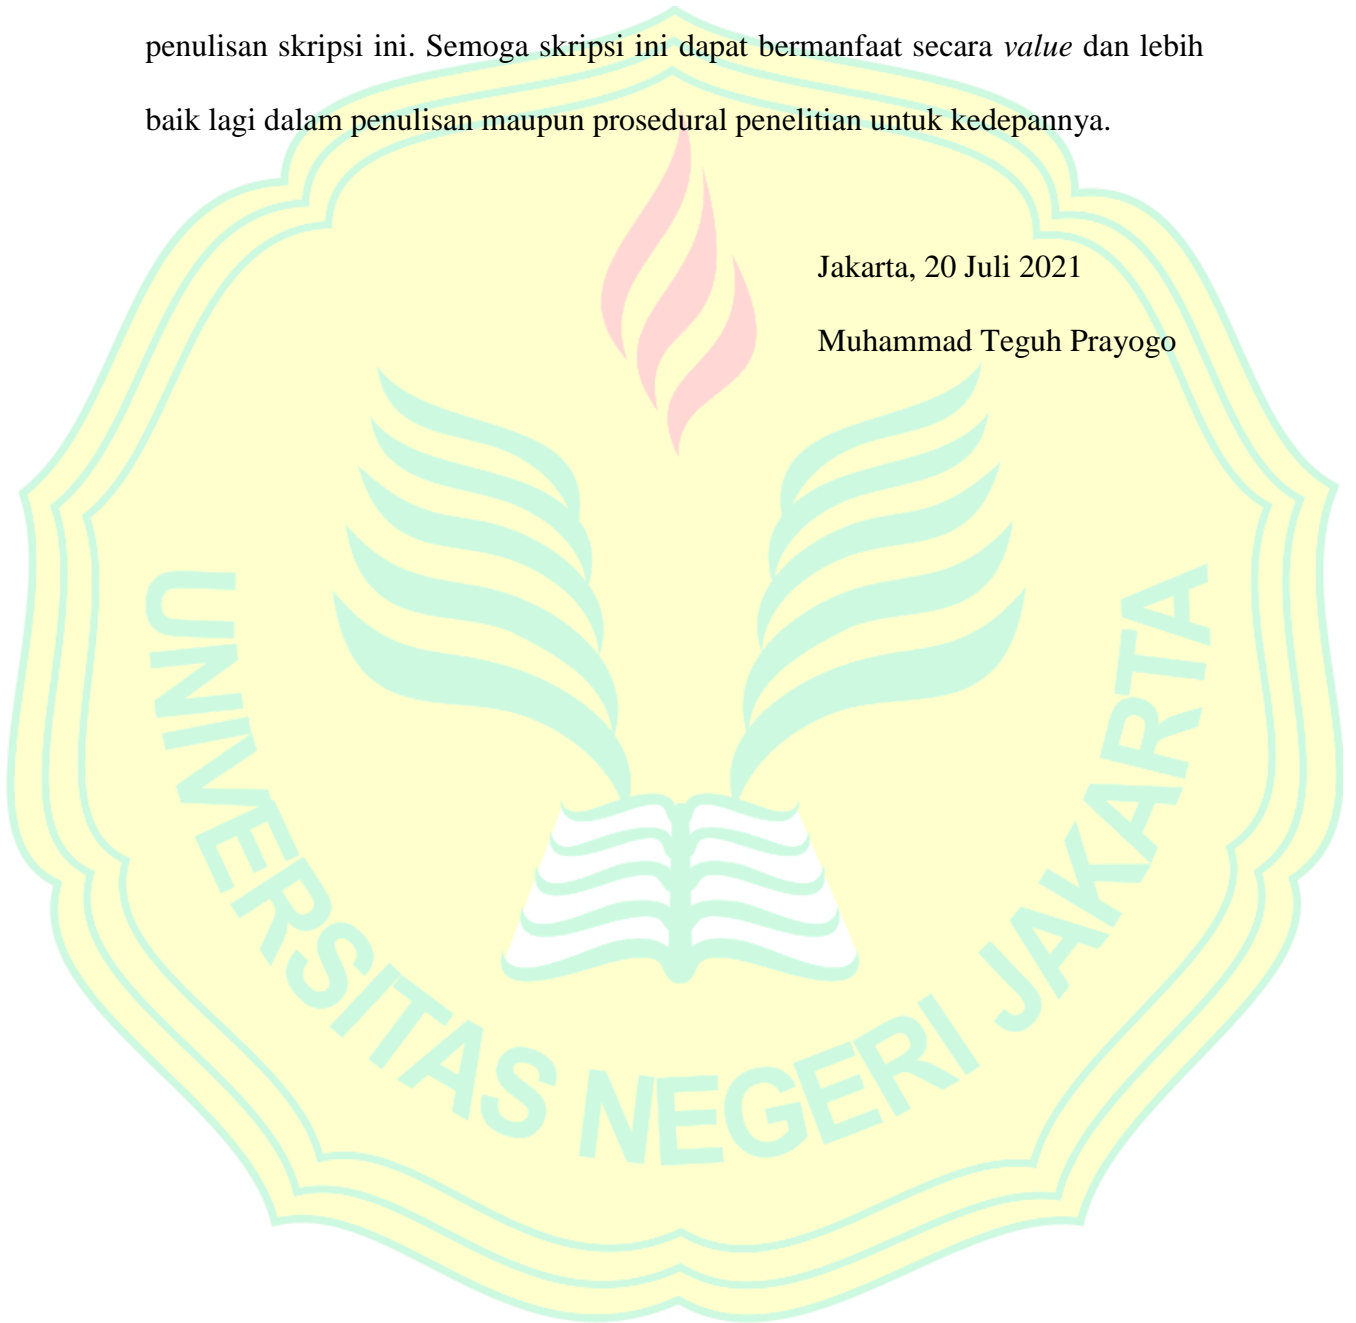 penulisan skripsi ini. Semoga skripsi ini dapat bermanfaat secara value dan lebih
baik lagi dalam penulisan maupun prosedural penelitian untuk kedepannya.
Jakarta, 20 Juli 2021
Muhammad Teguh Prayogo
UNIVERSITAS NEGERI JAKARTA